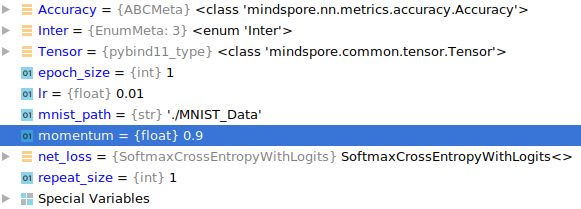 Accuracy = {ABCMeta} <class 'mindspore.nn.metrics.accuracy.Accuracy'>
Inter = {EnumMeta: 3} <enum 'Inter'>
Tensor = {pybind11_type} <class 'mindspore.common.tensor.Tensor'>
01 epoch_size = {int} 1
01 lr = {float} 0.01
01 mnist_path = {str} './MNIST_Data'
01 momentum = {float} 0.9
net_loss = {SoftmaxCrossEntropyWithLogits} SoftmaxCrossEntropyWithLogits<>
01 repeat_size = {int} 1
Special Variables